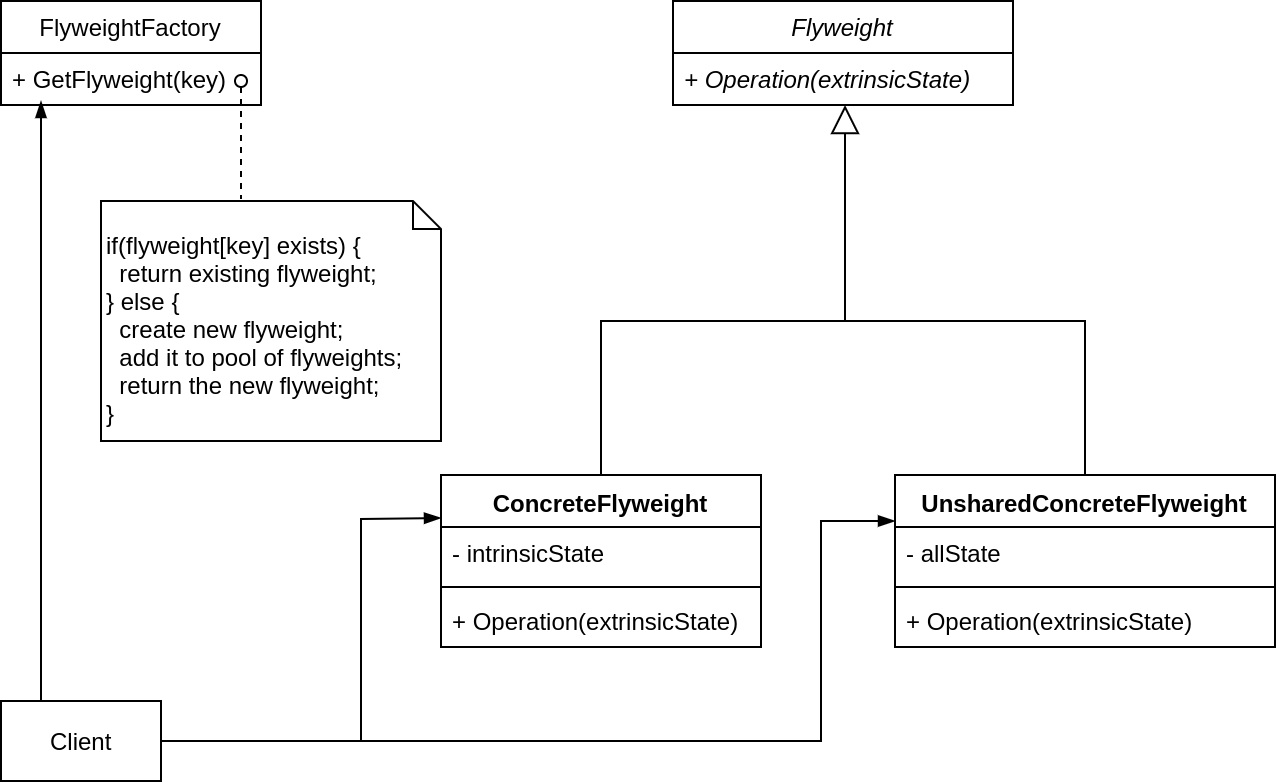 FlyweightFactory
+ GetFlyweight(key)
Flyweight
+ Operation(extrinsicState)
if(flyweight[key] exists) {
  return existing flyweight;
} else {
  create new flyweight;
  add it to pool of flyweights;
  return the new flyweight;
}
ConcreteFlyweight
- intrinsicState
+ Operation(extrinsicState)
UnsharedConcreteFlyweight
- allState
+ Operation(extrinsicState)
Client